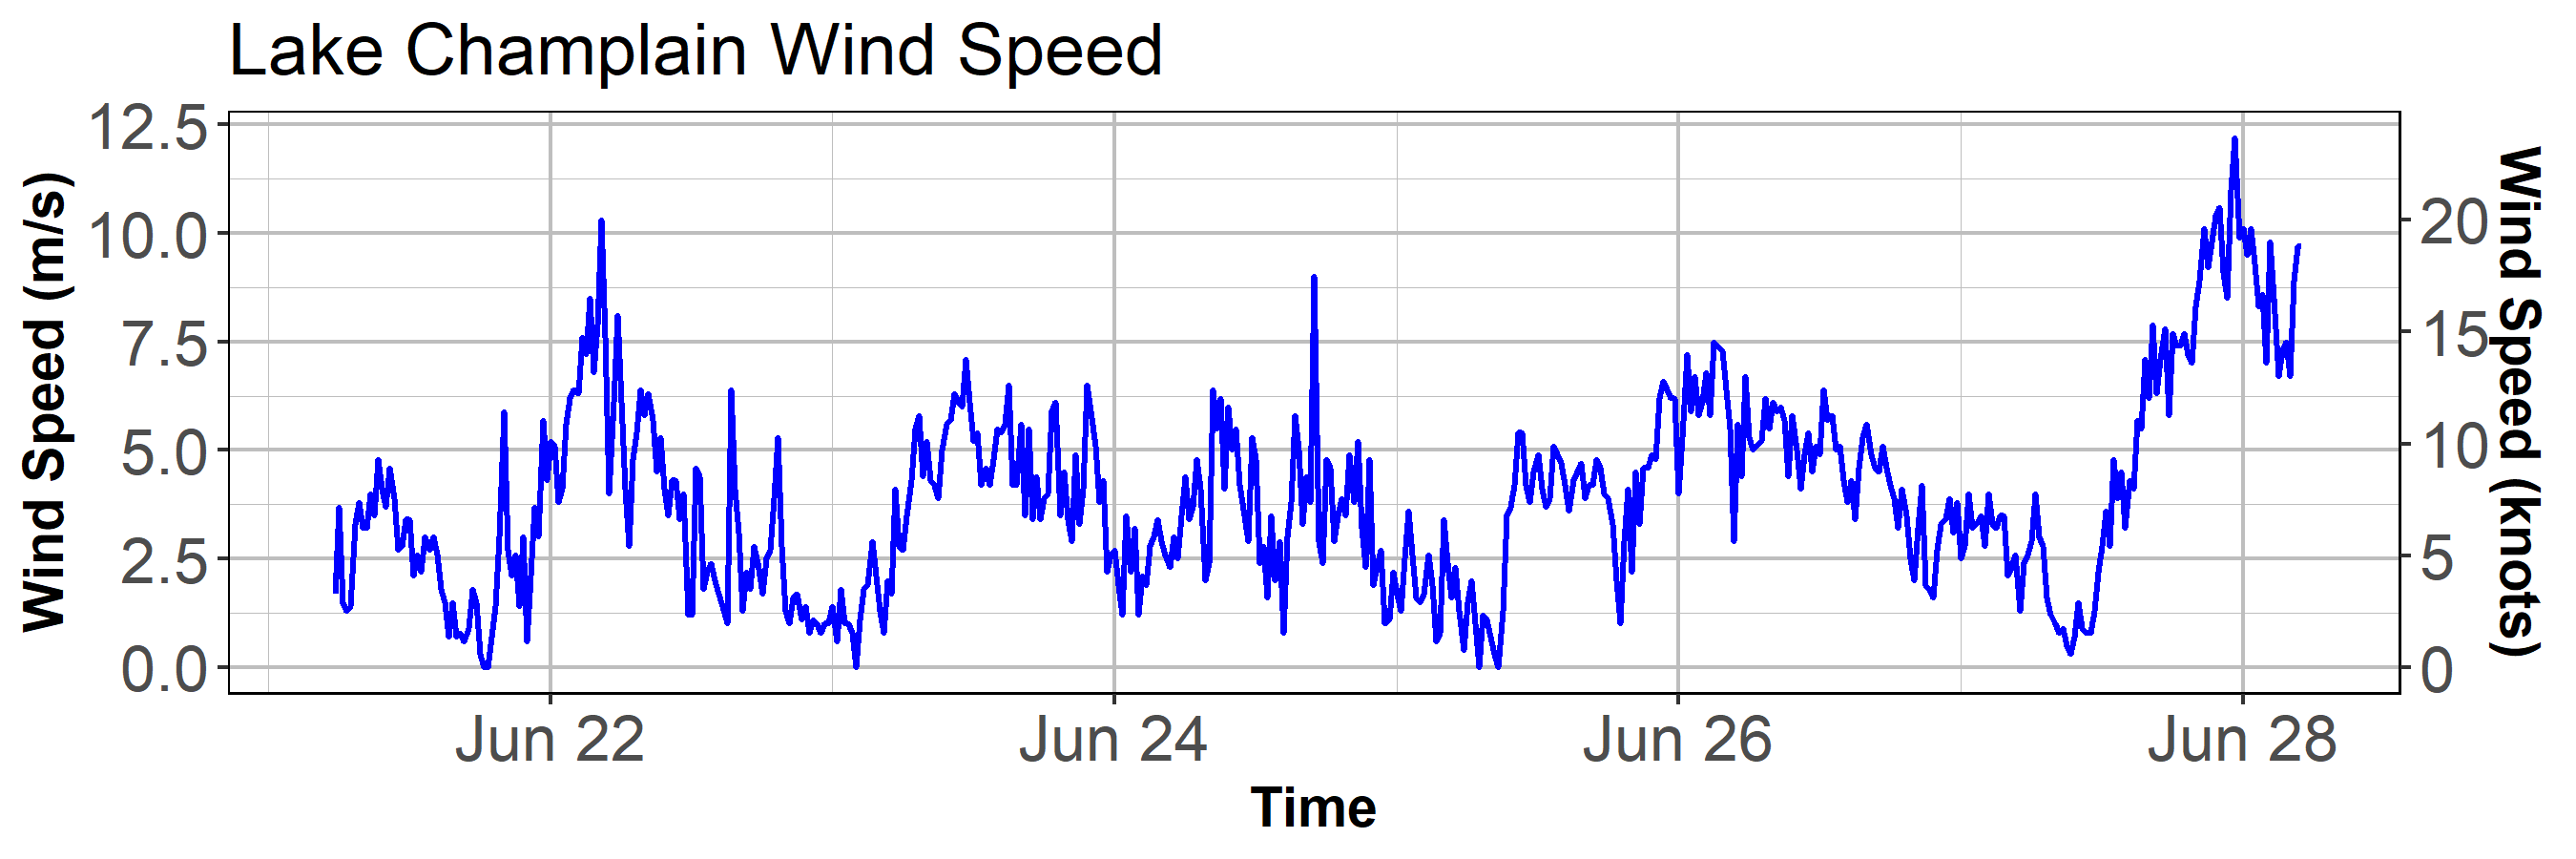 Lake Champlain Wind Speed
Wind Speed (m/s)
12.5
10.0
7.5
5.0
2.5
0.0
20
15
10
5
0
Wind Speed (knots)
Jun 22
Jun 24
Jun 26
Jun 28
Time